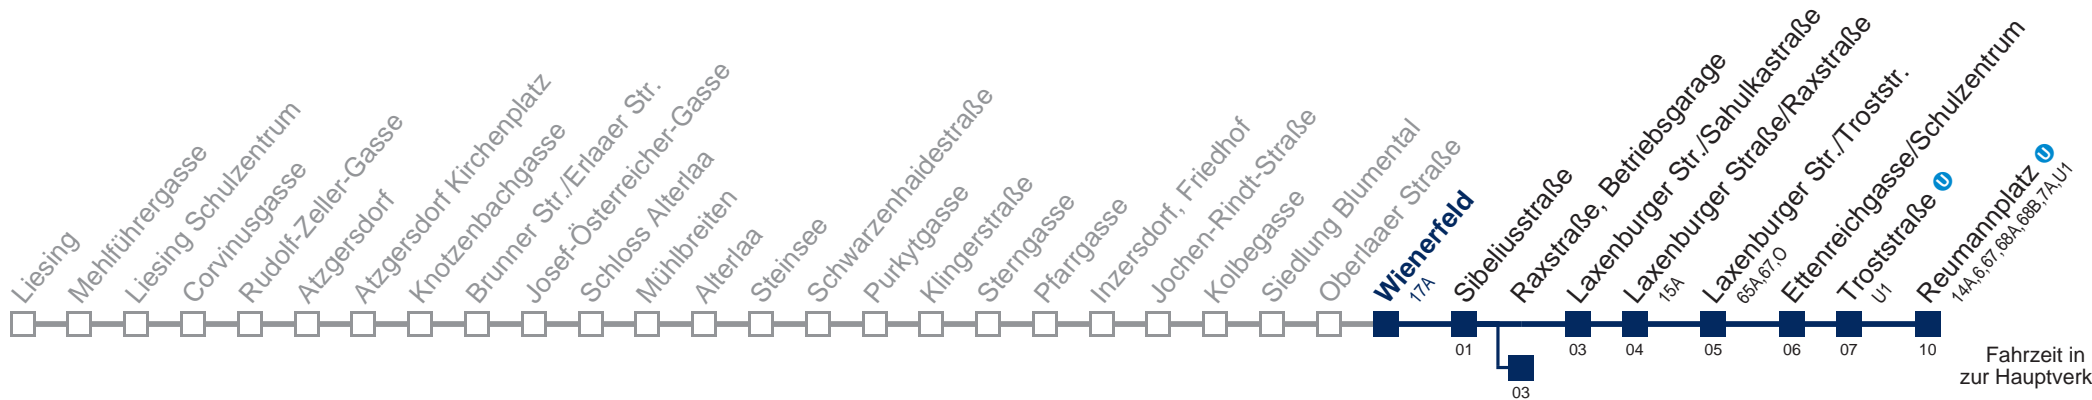 Liesing
Mehlführergasse
Liesing Schulzentrum
Corvinusgasse
Rudolf-Zeller-Gasse
Atzgersdorf
Atzgersdorf Kirchenplatz
Knotzenbachgasse
Brunner Str./Erlaaer Str.
Josef-Österreicher-Gasse
Schloss Alterlaa
Mühlbreiten
Alterlaa
Steinsee
Schwarzenhaidestraße
Purkytgasse
Klingerstraße
Sterngasse
Pfarrgasse
Inzersdorf, Friedhof
Jochen-Rindt-Straße
Kolbegasse
Siedlung Blumental
Oberlaaer Straße
Wienerfeld
17A
Sibeliusstraße
01
Raxstraße, Betriebsgarage
03
Laxenburger Str./Sahulkastraße
03
Laxenburger Straße/Raxstraße
15A
04
Laxenburger Str./Troststr.
65A,67,O
05
Ettenreichgasse/Schulzentrum
06
Troststraße U
U1
07
Reumannplatz U
14A,6,67,68A,68B,7A,U1
10
Fahrzeit in
zur Hauptverk